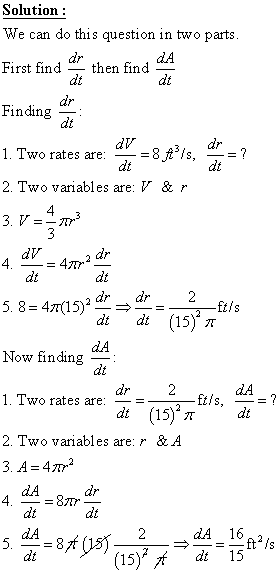 Solution :
We can do this question in two parts.
First find dr/dt then find dA/dt
Finding dr/dt:
1. Two rates are: dV/dt = 8 ft³/s, dr/dt = ?
2. Two variables are: V & r
3. V = 4/3 πr³
4. dV/dt = 4πr² dr/dt
5. 8 = 4π(15)² dr/dt ⇒ dr/dt = 2/((15)² π) ft/s
Now finding dA/dt:
1. Two rates are: dr/dt = 2/((15)² π) ft/s, dA/dt = ?
2. Two variables are: r & A
3. A = 4πr²
4. dA/dt = 8πr dr/dt
5. dA/dt = 8π(15) 2/((15)² π) ⇒ dA/dt = 16/15 ft²/s